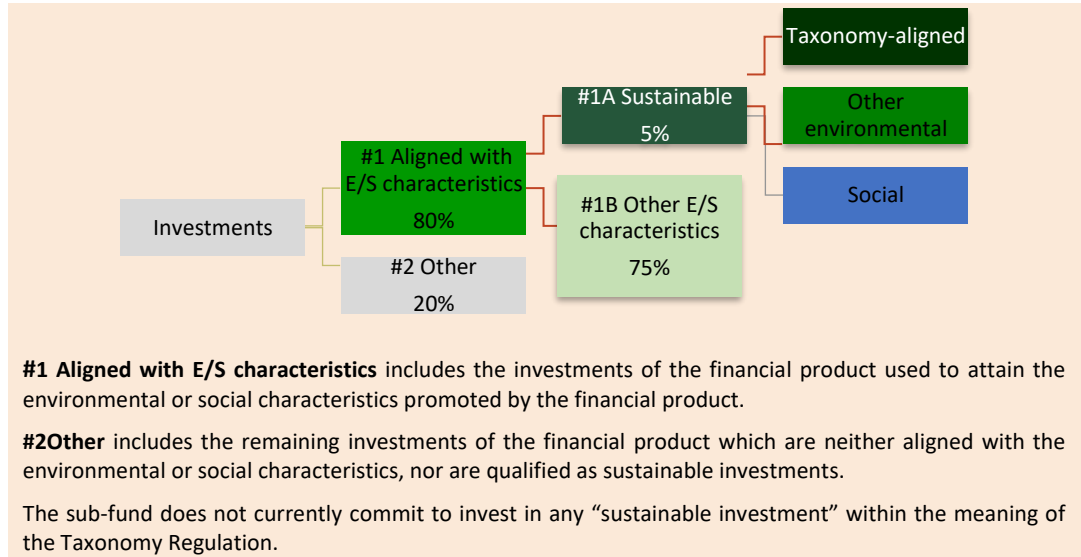 Taxonomy-aligned
#1A Sustainable
5%
Other
environmental
#1 Aligned with
E/S characteristics
80%
Social
#1B Other E/S
characteristics
75%
Investments
#2 Other
20%
#1 Aligned with E/S characteristics includes the investments of the financial product used to attain the
environmental or social characteristics promoted by the financial product.
#2Other includes the remaining investments of the financial product which are neither aligned with the
environmental or social characteristics, nor are qualified as sustainable investments.
The sub-fund does not currently commit to invest in any “sustainable investment” within the meaning of
the Taxonomy Regulation.